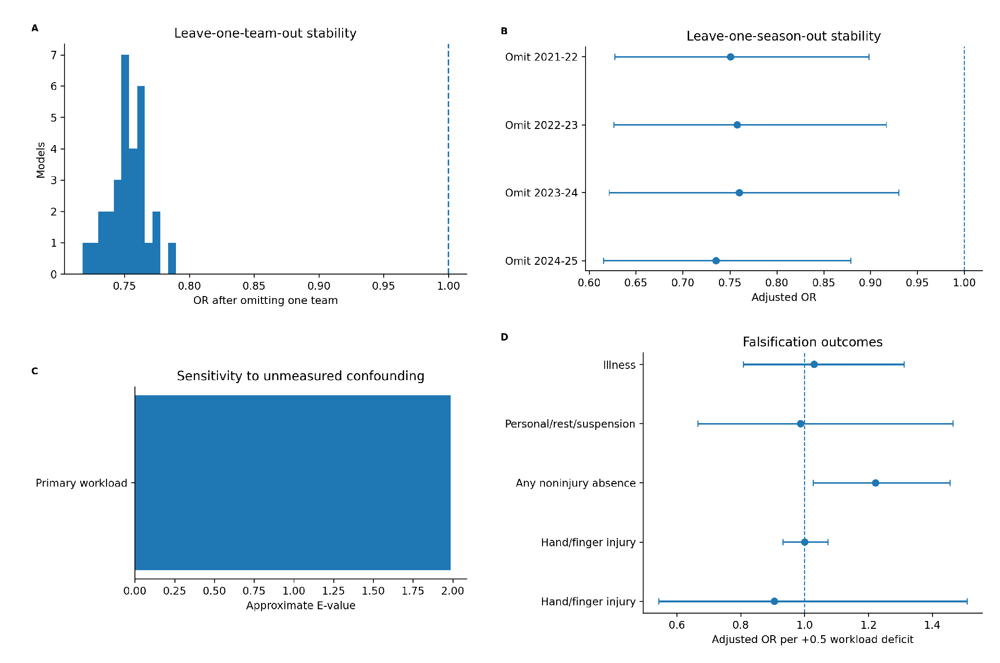 A
Leave-one-team-out stability
Models
7
6
5
4
3
2
1
0
0.75 0.80 0.85 0.90 0.95 1.00
OR after omitting one team
B
Leave-one-season-out stability
Omit 2021-22
Omit 2022-23
Omit 2023-24
Omit 2024-25
0.60 0.65 0.70 0.75 0.80 0.85 0.90 0.95 1.00
Adjusted OR
C
Sensitivity to unmeasured confounding
Primary workload
0.00 0.25 0.50 0.75 1.00 1.25 1.50 1.75 2.00
Approximate E-value
D
Falsification outcomes
Illness
Personal/rest/suspension
Any noninjury absence
Hand/finger injury
Hand/finger injury
0.6 0.8 1.0 1.2 1.4
Adjusted OR per +0.5 workload deficit